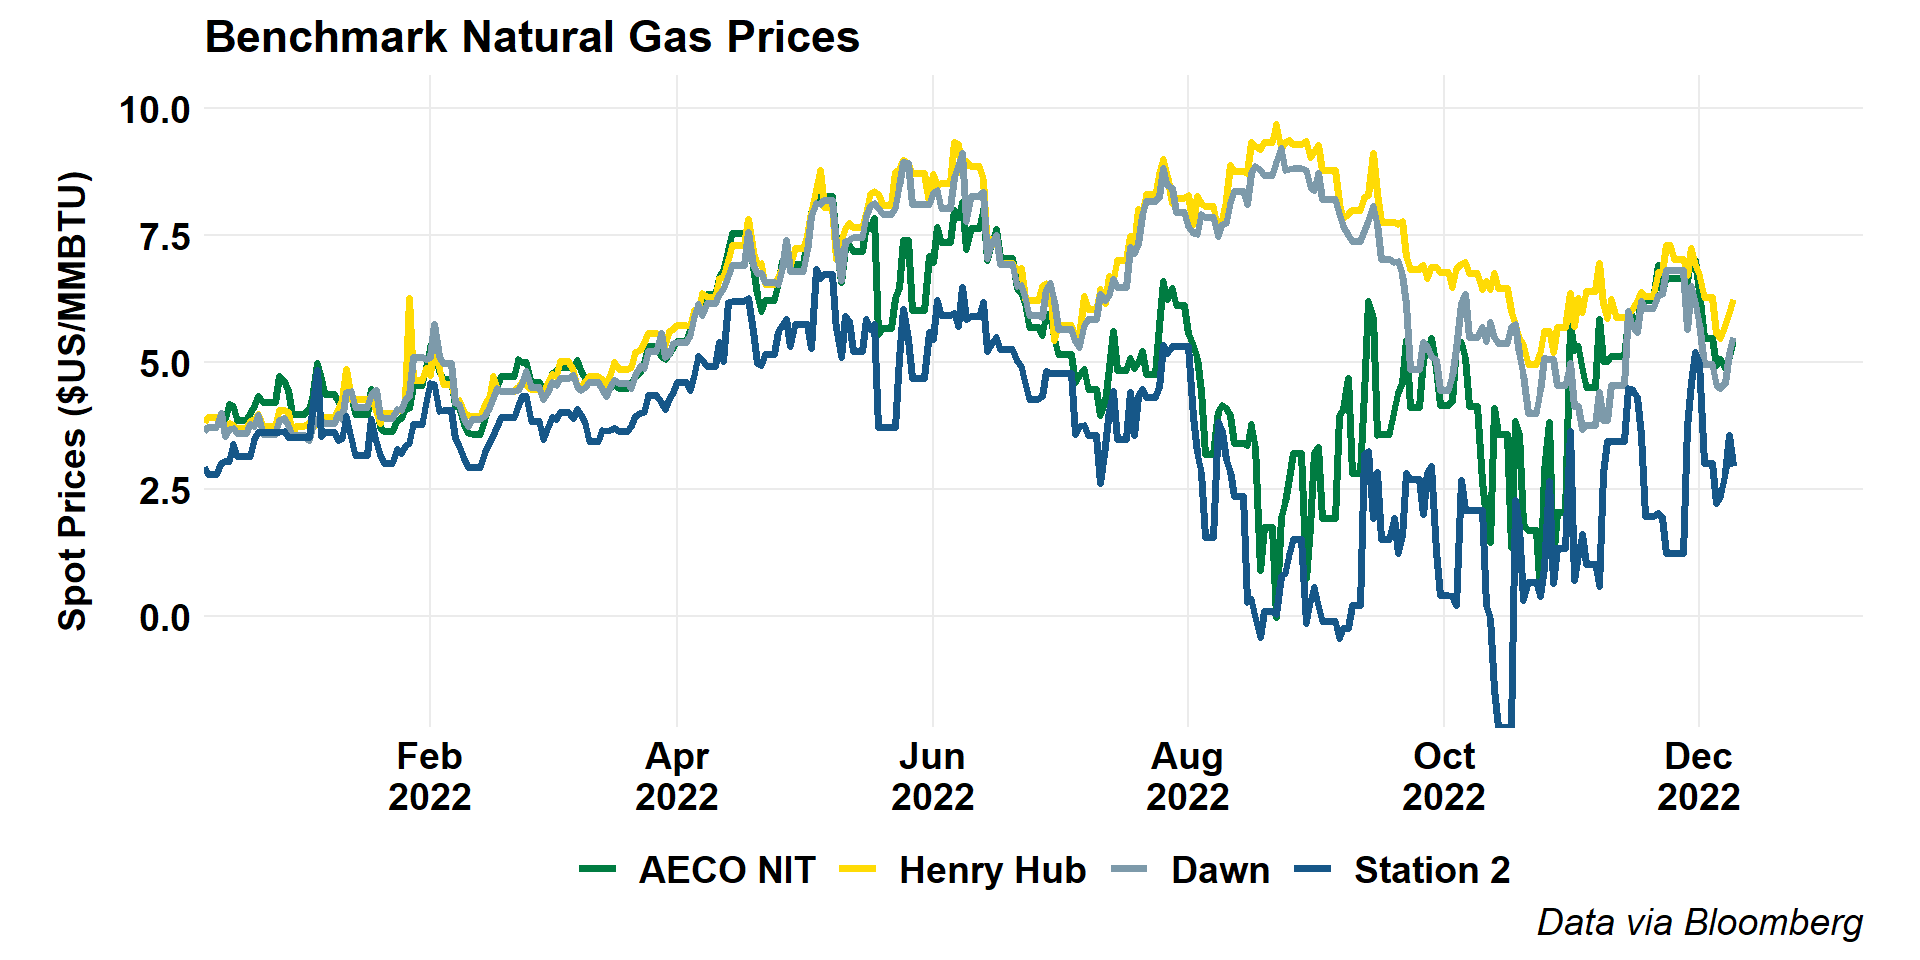 Benchmark Natural Gas Prices
Spot Prices ($US/MMBTU)
10.0
7.5
5.0
2.5
0.0
Feb Apr Jun Aug Oct Dec
2022 2022 2022 2022 2022 2022
AECO NIT Henry Hub Dawn Station 2
Data via Bloomberg